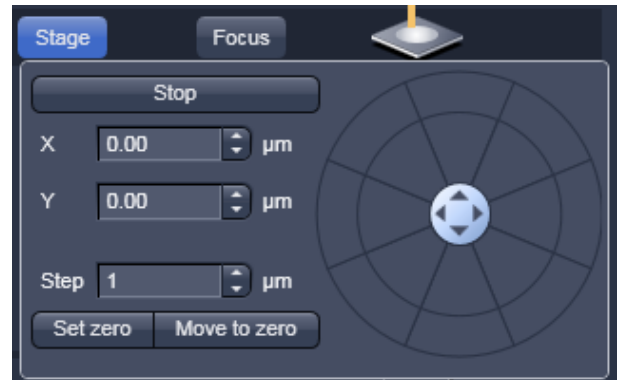 Stage Focus
Stop
X 0.00 µm
Y 0.00 µm
Step 1 µm
Set zero Move to zero